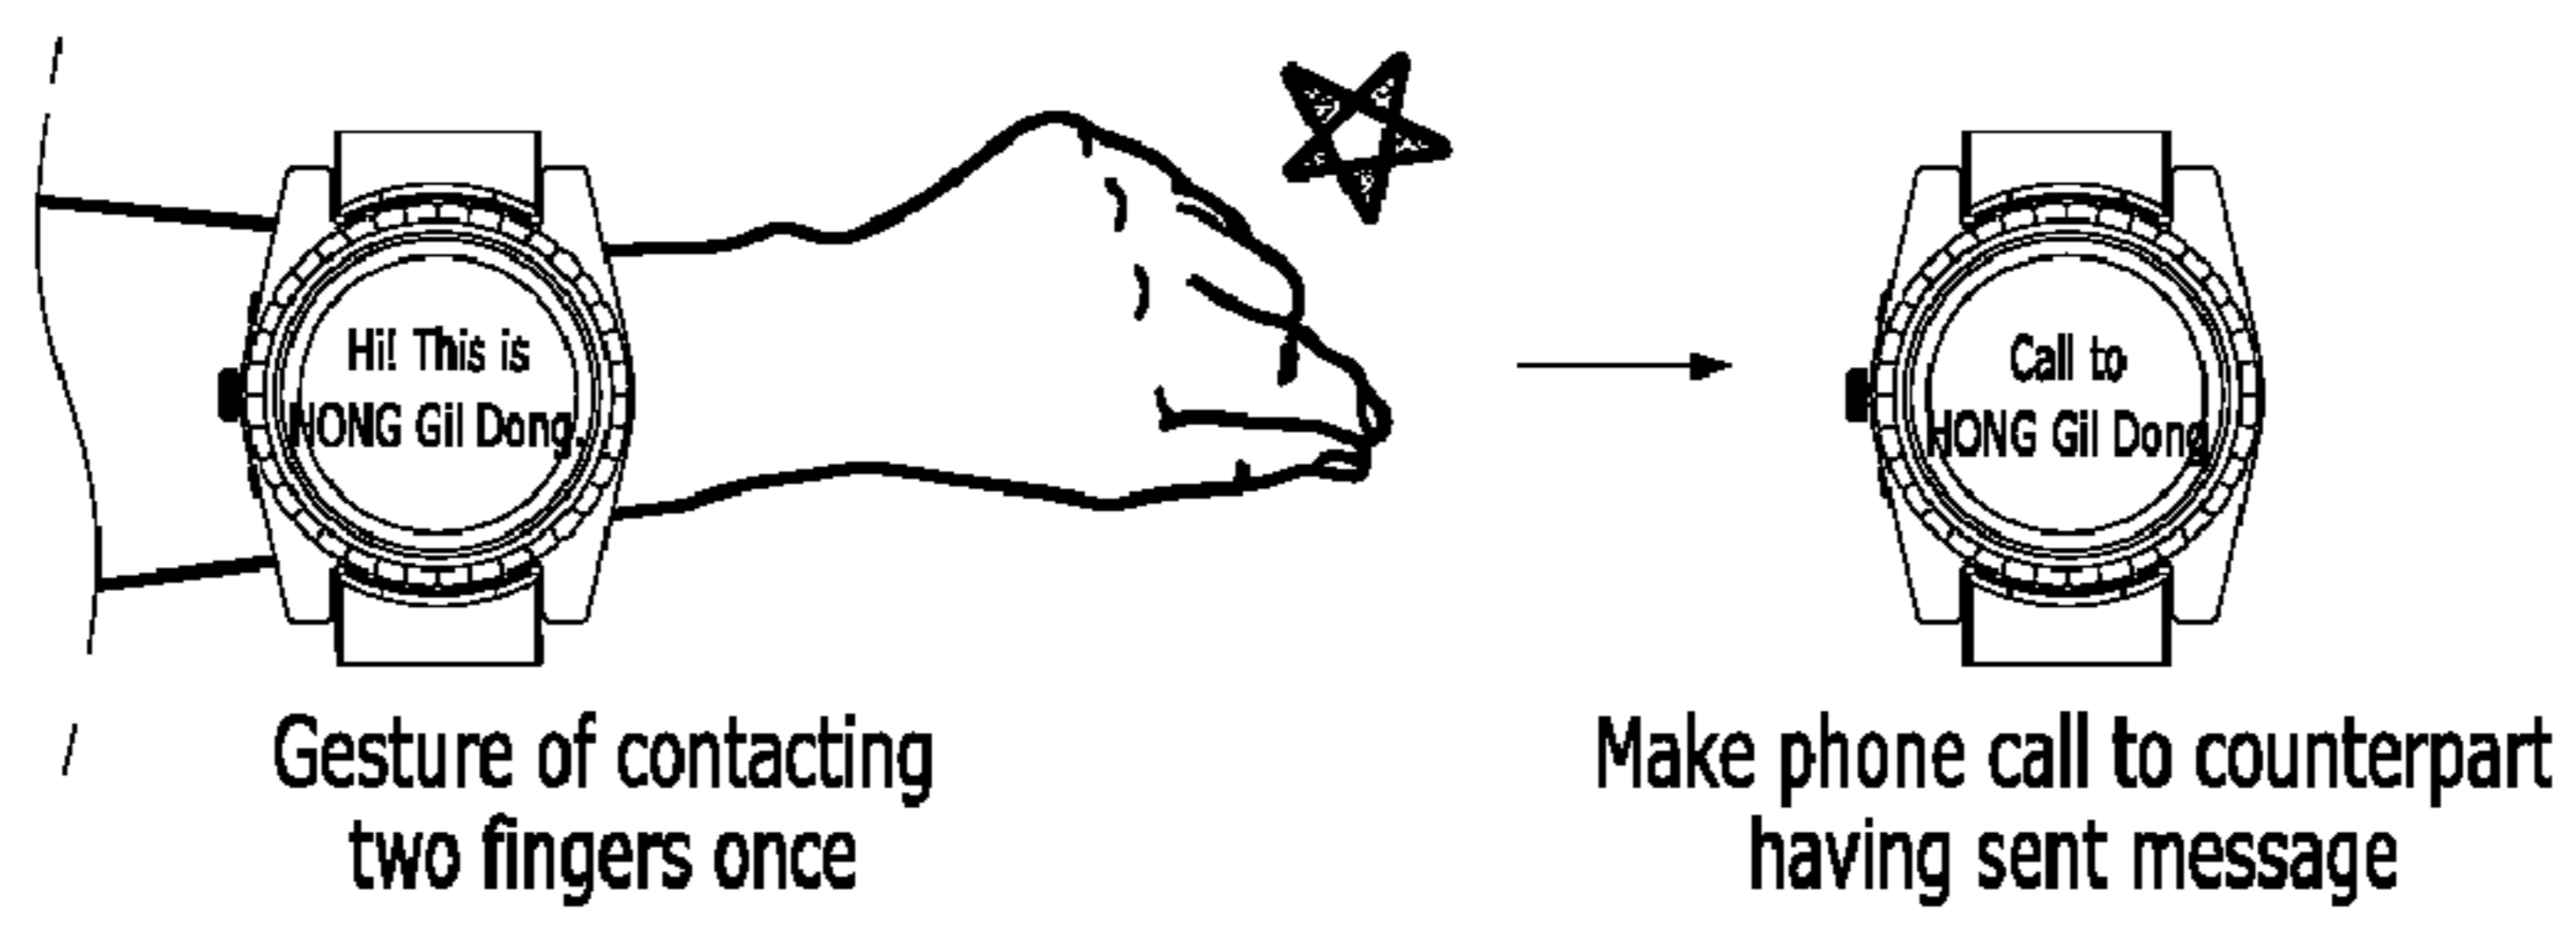 Hi! This is
HONG Gil Dong.
Gesture of contacting
two fingers once
Call to
HONG Gil Dong
Make phone call to counterpart
having sent message